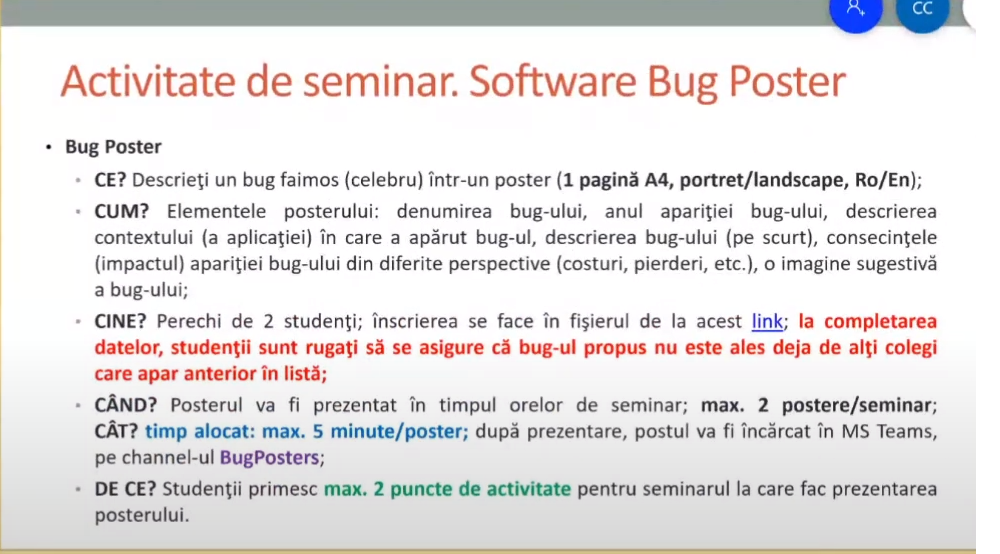 CC
Activitate de seminar. Software Bug Poster
• Bug Poster
▪ CE? Descrieţi un bug faimos (celebru) într-un poster (1 pagină A4, portret/landscape, Ro/En);
▪ CUM? Elementele posterului: denumirea bug-ului, anul apariţiei bug-ului, descrierea
contextului (a aplicaţiei) în care a apărut bug-ul, descrierea bug-ului (pe scurt), consecinţele
(impactul) apariţiei bug-ului din diferite perspective (costuri, pierderi, etc.), o imagine sugestivă
a bug-ului;
▪ CINE? Perechi de 2 studenţi; înscrierea se face în fişierul de la acest link; la completarea
datelor, studenţii sunt rugaţi să se asigure că bug-ul propus nu este ales deja de alţi colegi
care apar anterior în listă;
▪ CÂND? Posterul va fi prezentat în timpul orelor de seminar; max. 2 postere/seminar;
CÂT? timp alocat: max. 5 minute/poster; după prezentare, postul va fi încărcat în MS Teams,
pe channel-ul BugPosters;
▪ DE CE? Studenţii primesc max. 2 puncte de activitate pentru seminarul la care fac prezentarea
posterului.